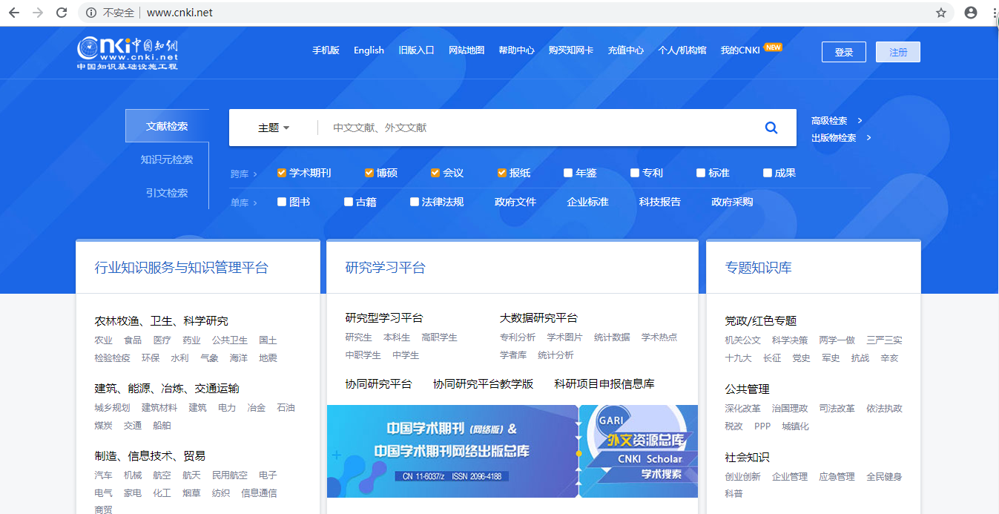 不安全 www.cnki.net
cnki中国知网
www.cnki.net
中国知识基础设施工程
手机版 English 旧版入口 网站地图 帮助中心 购买知网卡 充值中心 个人/机构馆 我的CNKI NEW 登录 注册
文献检索 主题 中文文献、外文文献 高级检索 >
出版物检索 >
知识元检索
引文检索
跨库 > 学术期刊 博硕 会议 报纸 年鉴 专利 标准 成果
单库 > 图书 古籍 法律法规 政府文件 企业标准 科技报告 政府采购
行业知识服务与知识管理平台
农林牧渔、卫生、科学研究
农业 食品 医疗 药业 公共卫生 国土
检验检疫 环保 水利 气象 海洋 地震
建筑、能源、冶炼、交通运输
城乡规划 建筑材料 建筑 电力 冶金 石油
煤炭 交通 船舶
制造、信息技术、贸易
汽车 机械 航空 航天 民用航空 电子
电气 家电 化工 烟草 纺织 信息通信
商贸
研究学习平台
研究型学习平台
研究生 本科生 高职学生
中职学生 中学生
大数据研究平台
专利分析 学术图片 统计数据 学术热点
学者库 统计分析
协同研究平台 协同研究平台教学版 科研项目申报信息库
中国学术期刊 (网络版) &
中国学术期刊网络出版总库
CN 11-6037/z ISSN 2096-4188
GARI
外文资源总库
CNKI Scholar
学术搜索
专题知识库
党政/红色专题
机关公文 科学决策 两学一做 三严三实
十九大 长征 党史 军史 抗战 辛亥
公共管理
深化改革 治国理政 司法改革 依法执政
税改 PPP 城镇化
社会知识
创业创新 企业管理 应急管理 全民健身
科普